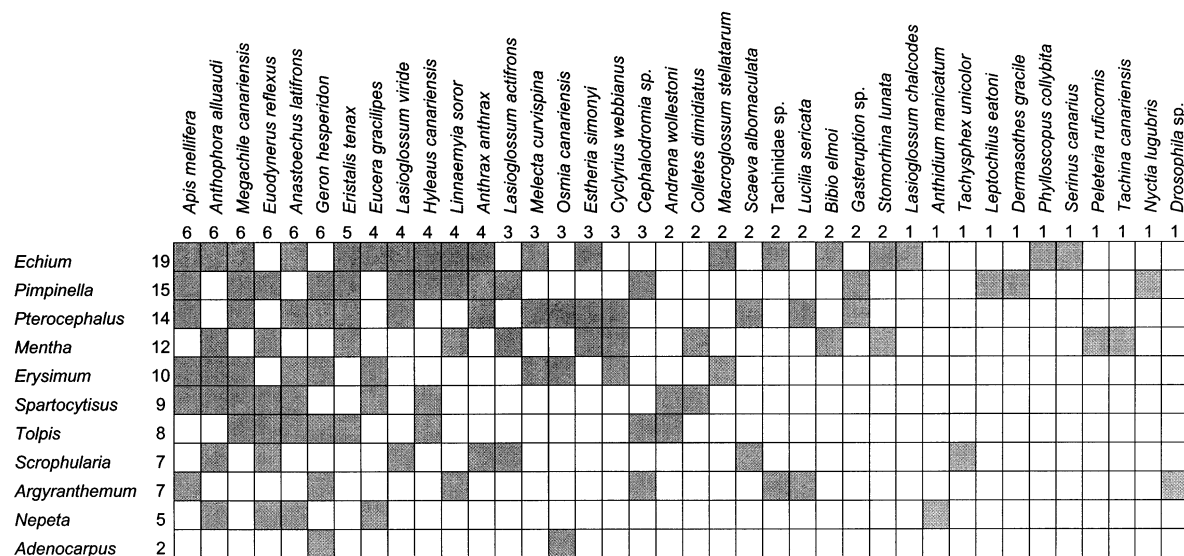 Apis mellifera
Anthophora alluaudi
Megachile canariensis
Euodynerus reflexus
Anastoechus latifrons
Geron hesperidon
Eristalis tenax
Eucera gracilipes
Lasioglossum viride
Hyleaus canariensis
Linnaemyia soror
Anthrax anthrax
Lasioglossum actifrons
Melecta curvispina
Osmia canariensis
Estheria simonyi
Cyclyrius webbianus
Cephalodromia sp.
Andrena wollestoni
Colletes dimidiatus
Macroglossum stellatarum
Scaeva albomaculata
Tachinidae sp.
Lucilia sericata
Bibio elmoi
Gasteruption sp.
Stomorhina lunata
Lasioglossum chalcodes
Anthidium manicatum
Tachysphex unicolor
Leptochilus eatoni
Dermasothes gracile
Phylloscopus collybita
Serinus canarius
Peleteria ruficornis
Tachina canariensis
Nyctia lugubris
Drosophila sp.
6 6 6 6 6 6 5 4 4 4 4 4 3 3 3 3 3 3 2 2 2 2 2 2 2 2 2 1 1 1 1 1 1 1 1 1 1 1
Echium 19
Pimpinella 15
Pterocephalus 14
Mentha 12
Erysimum 10
Spartocytisus 9
Tolpis 8
Scrophularia 7
Argyranthemum 7
Nepeta 5
Adenocarpus 2